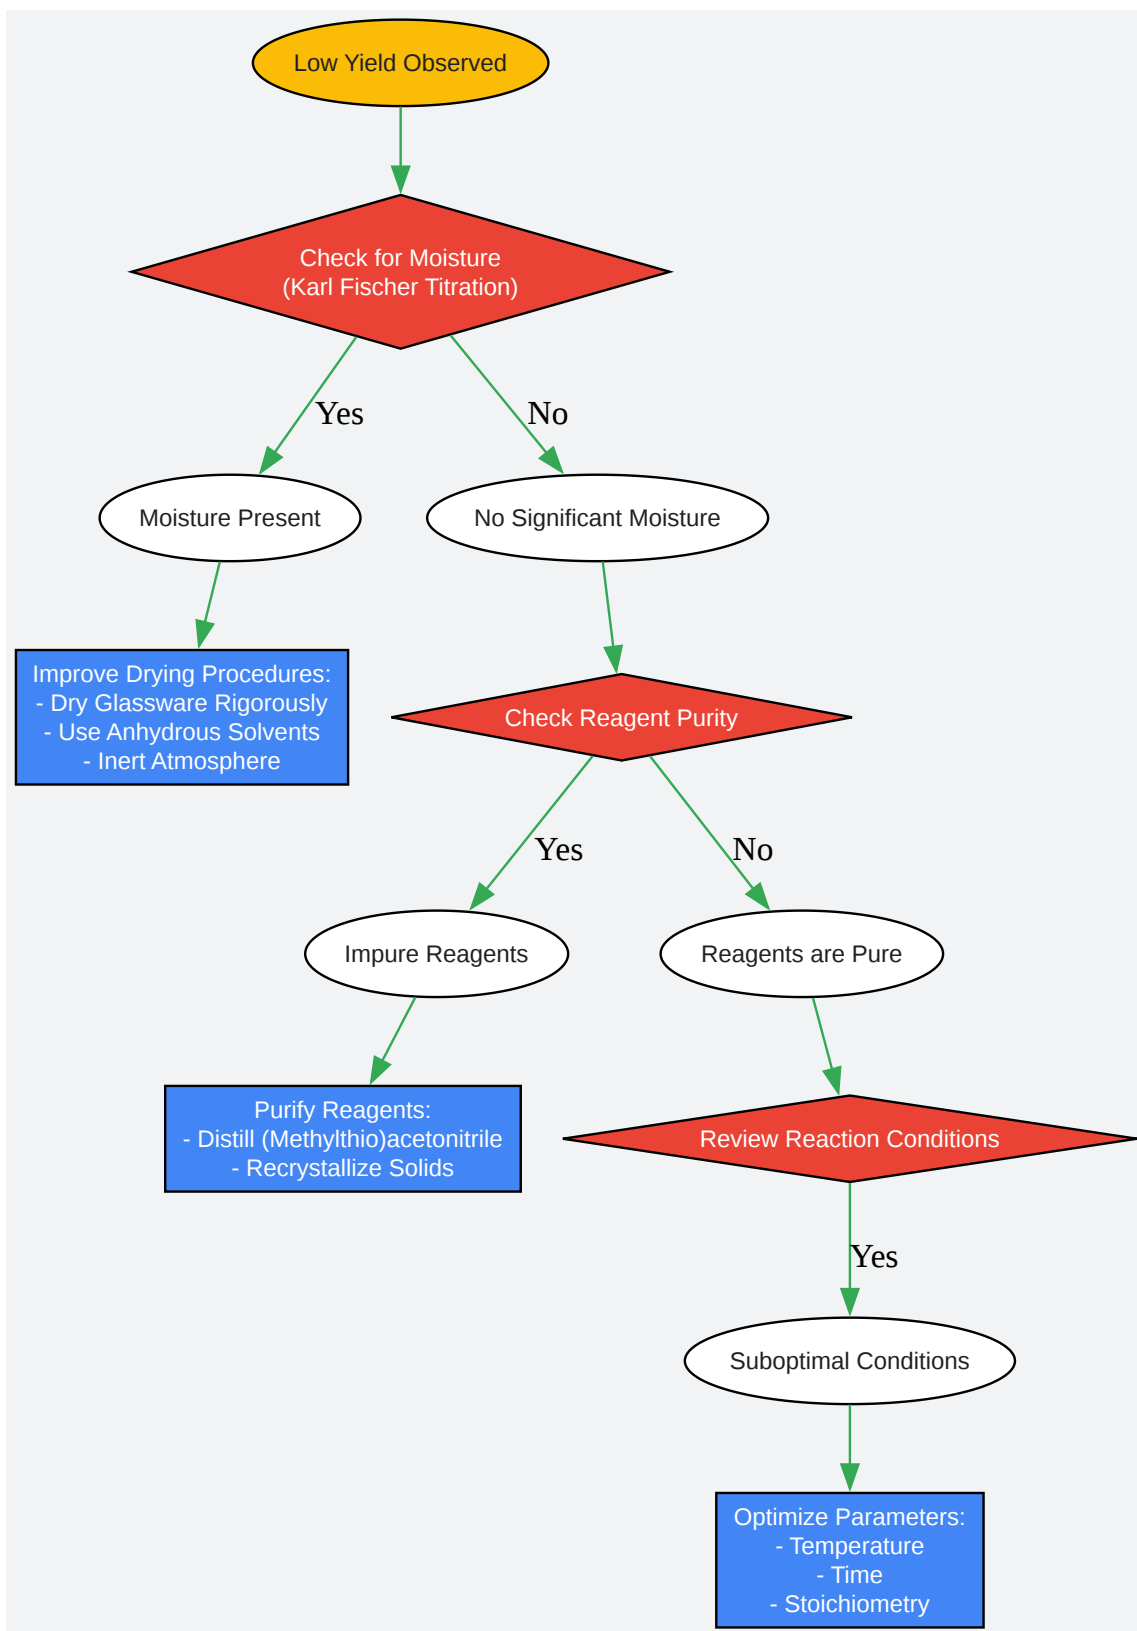 Low Yield Observed
Check for Moisture
(Karl Fischer Titration)
Yes
No
Moisture Present
No Significant Moisture
Improve Drying Procedures:
- Dry Glassware Rigorously
- Use Anhydrous Solvents
- Inert Atmosphere
Check Reagent Purity
Yes
No
Impure Reagents
Reagents are Pure
Purify Reagents:
- Distill (Methylthio)acetonitrile
- Recrystallize Solids
Review Reaction Conditions
Yes
Suboptimal Conditions
Optimize Parameters:
- Temperature
- Time
- Stoichiometry